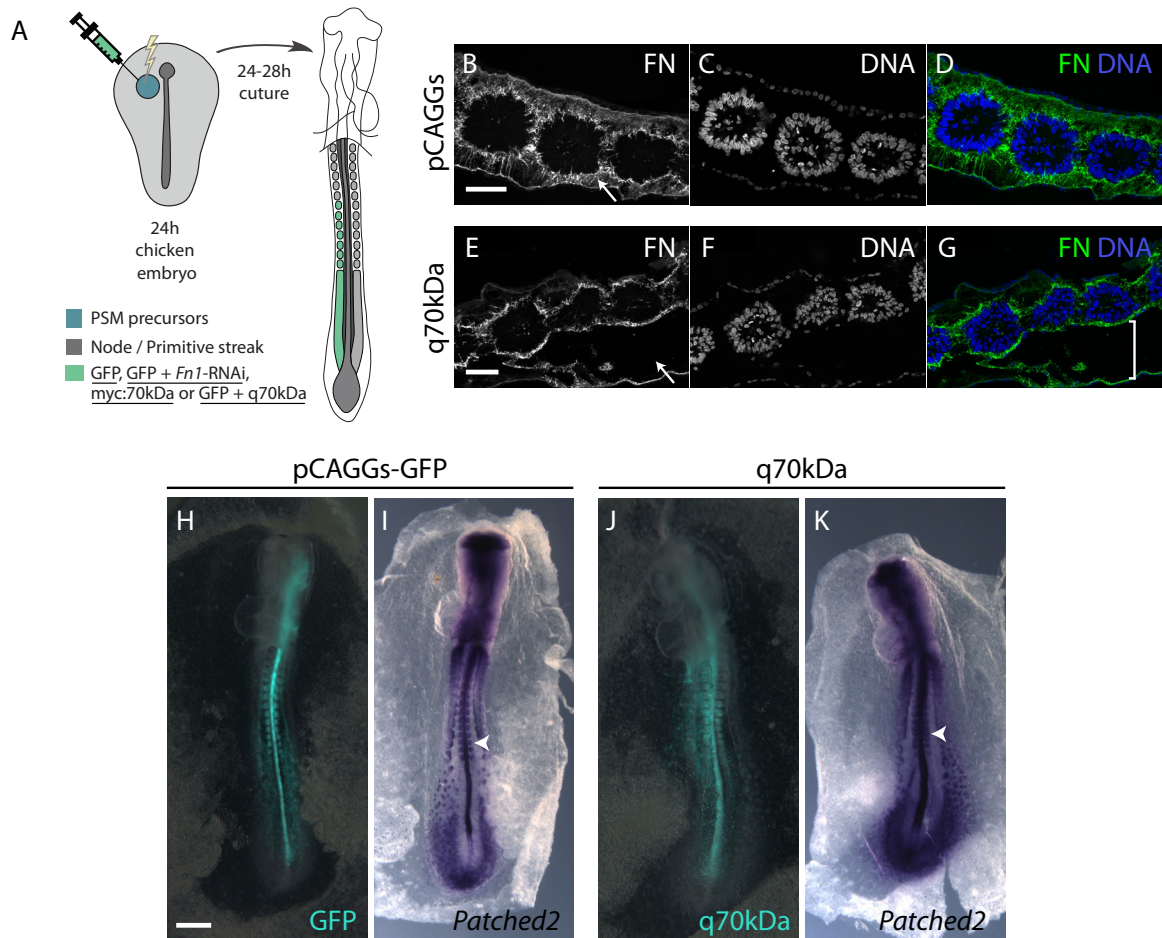 A
24-28h
cuture
24h
chicken
embryo
PSM precursors
Node / Primitive streak
GFP, GFP + Fn1-RNAi,
myc:70kDa or GFP + q70kDa
pCAGGs
B FN
C DNA
D FN DNA
q70kDa
E FN
F DNA
G FN DNA
pCAGGs-GFP
q70kDa
H
I
J
K
GFP
Patched2
q70kDa
Patched2